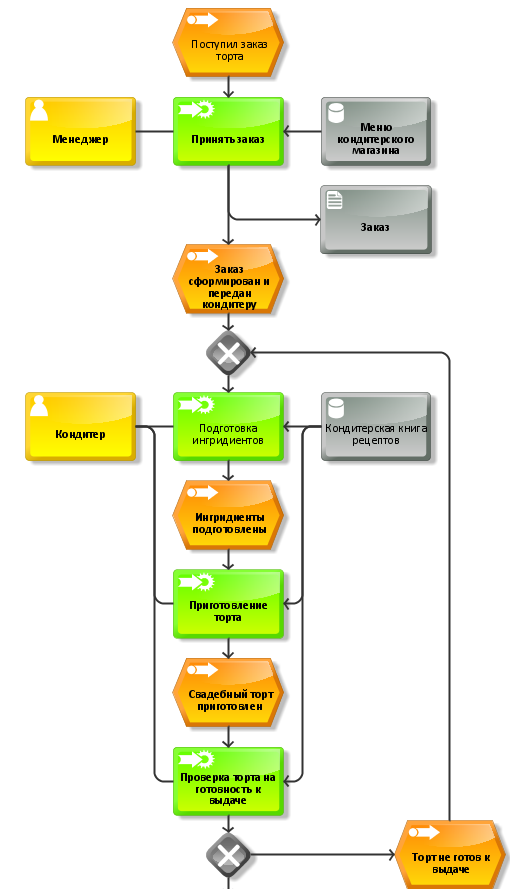 Поступил заказ
торта
Менеджер
Принять заказ
Меню
кондитерского
магазина
Заказ
Заказ
сформирован и
передан
кондитеру
Кондитер
Подготовка
ингридиентов
Кондитерская книга
рецептов
Ингридиенты
подготовлены
Приготовление
торта
Свадебный торт
приготовлен
Проверка торта на
готовность к
выдаче
Торт не готов к
выдаче